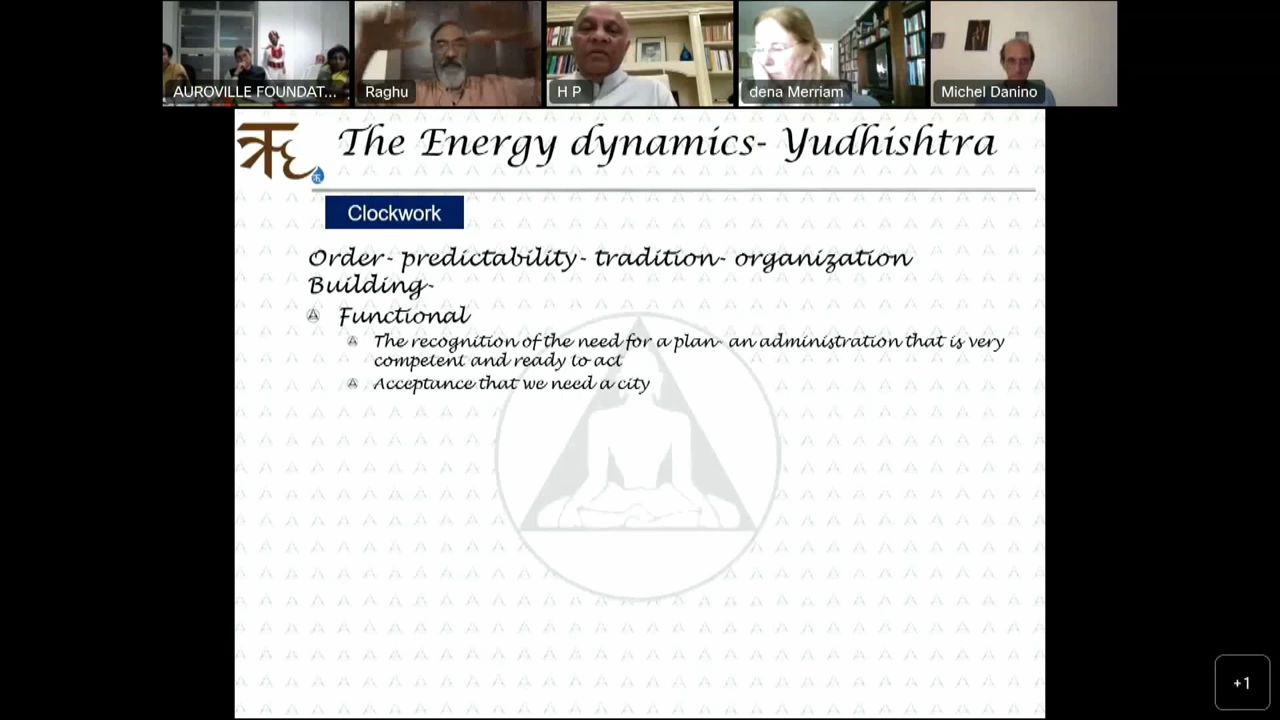 AUROVILLE FOUNDAT...
Raghu
H P
dena Merriam
Michel Danino
The Energy dynamics- Yudhishtra
Clockwork
Order- predictability- tradition- organization
Building-
Functional
The recognition of the need for a plan- an administration that is very
competent and ready to act
Acceptance that we need a city
+1